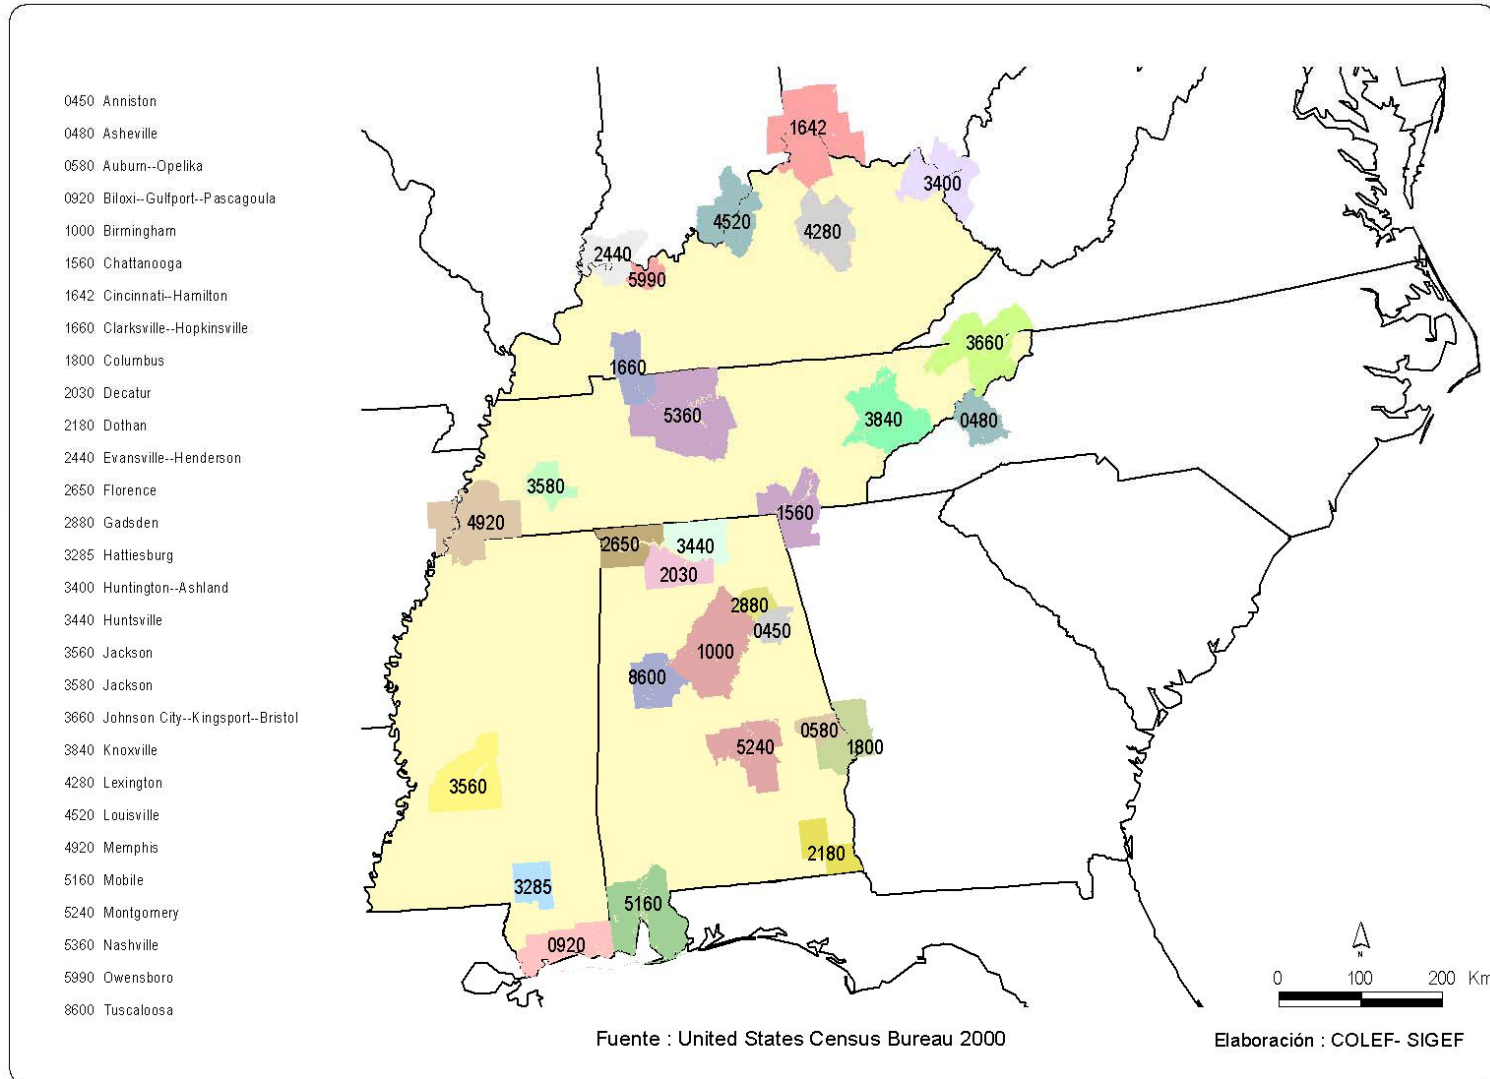 0450 Anniston
0480 Asheville
0580 Auburn--Opelika
0920 Biloxi--Gulfport--Pascagoula
1000 Birmingham
1560 Chattanooga
1642 Cincinnati--Hamilton
1660 Clarksville--Hopkinsville
1800 Columbus
2030 Decatur
2180 Dothan
2440 Evansville--Henderson
2650 Florence
2880 Gadsden
3285 Hattiesburg
3400 Huntington--Ashland
3440 Huntsville
3560 Jackson
3580 Jackson
3660 Johnson City--Kingsport--Bristol
3840 Knoxville
4280 Lexington
4520 Louisville
4920 Memphis
5160 Mobile
5240 Montgomery
5360 Nashville
5990 Owensboro
8600 Tuscaloosa
1642
3400
4520
4280
2440
5990
3660
1660
5360
3840
0480
3580
4920
1560
2650
3440
2030
2880
0450
1000
8600
0580
5240
1800
3560
2180
3285
5160
0920
N
0 100 200 Km
Fuente : United States Census Bureau 2000
Elaboración : COLEF- SIGEF